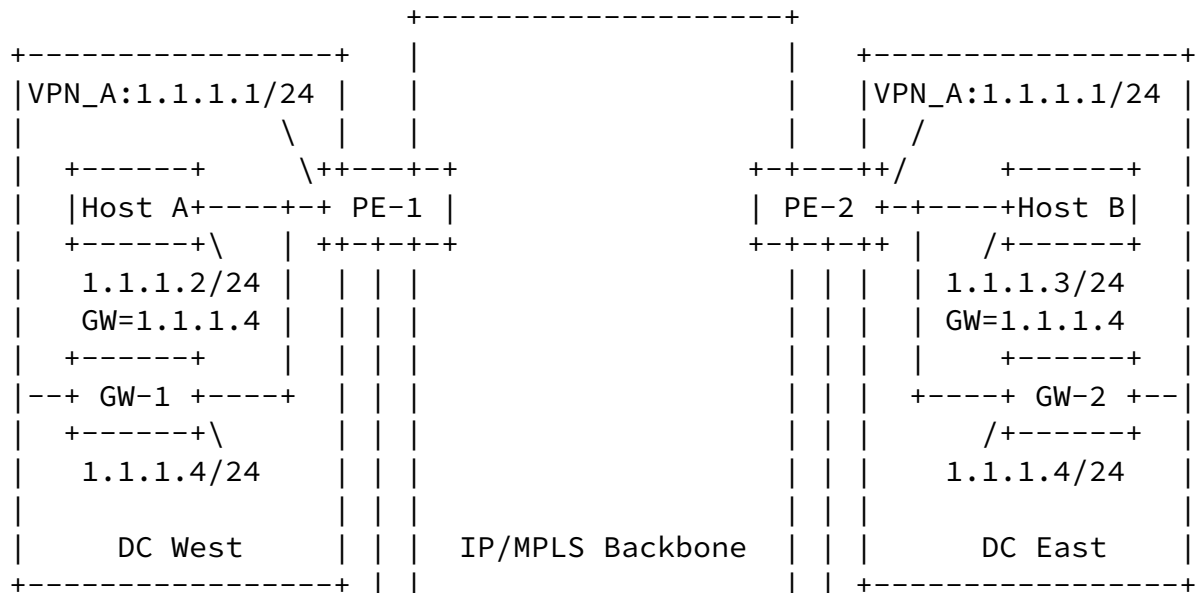 VPN_A:1.1.1.1/24 VPN_A:1.1.1.1/24
Host A PE-1 PE-2 Host B
1.1.1.2/24 1.1.1.3/24
GW=1.1.1.4 GW=1.1.1.4
GW-1 GW-2
1.1.1.4/24 1.1.1.4/24
DC West IP/MPLS Backbone DC East